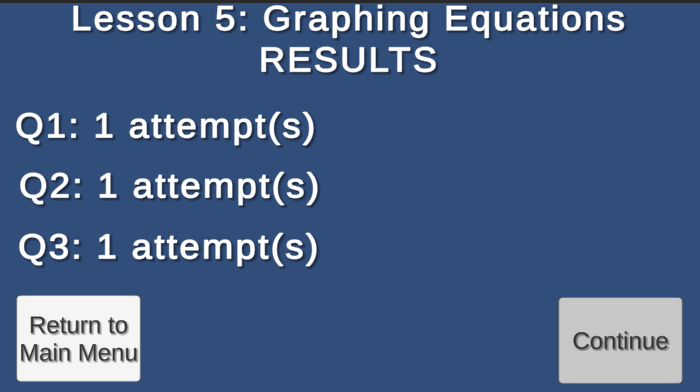 Lesson 5: Graphing Equations
RESULTS
Q1: 1 attempt(s)
Q2: 1 attempt(s)
Q3: 1 attempt(s)
Return to
Main Menu
Continue